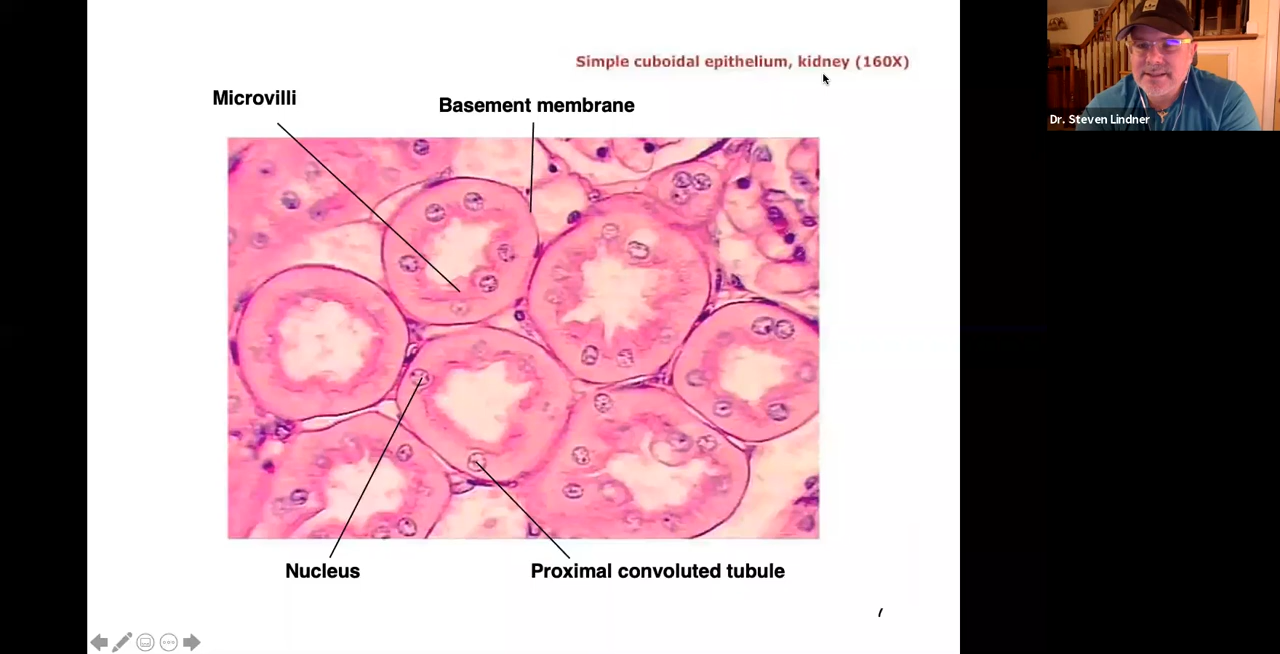 Simple cuboidal epithelium, kidney (160X)
Microvilli
Basement membrane
Dr. Steven Lindner
Nucleus
Proximal convoluted tubule